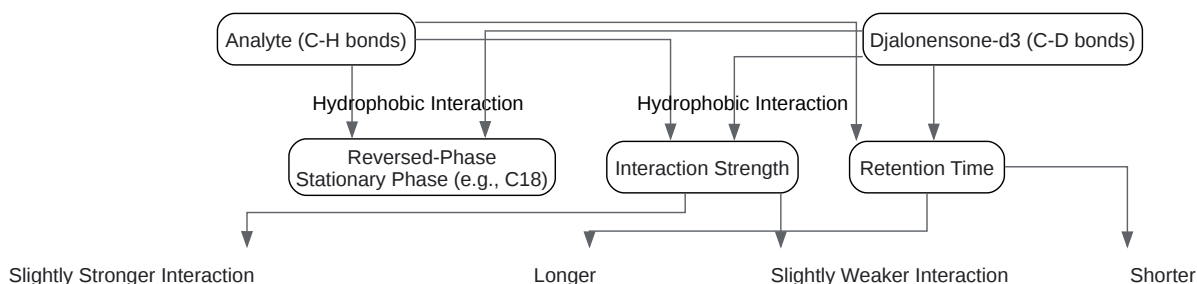 Analyte (C-H bonds)
Djalonensone-d3 (C-D bonds)
Hydrophobic Interaction
Hydrophobic Interaction
Reversed-Phase
Stationary Phase (e.g., C18)
Interaction Strength
Retention Time
Slightly Stronger Interaction
Longer
Slightly Weaker Interaction
Shorter